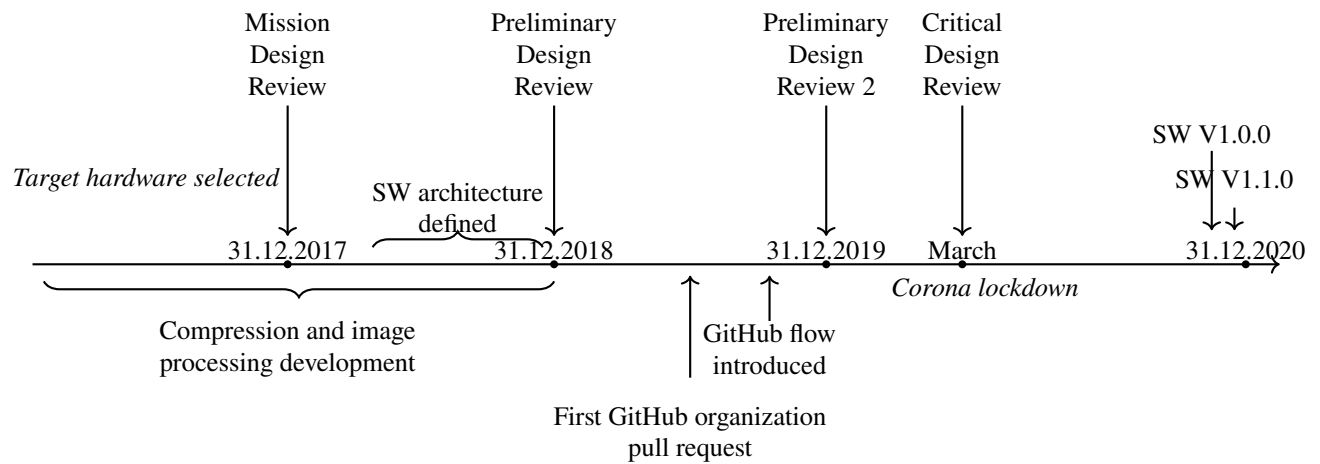 Mission
Design
Review
Preliminary
Design
Review
Preliminary
Design
Review 2
Critical
Design
Review
SW V1.0.0
SW V1.1.0
Target hardware selected
SW architecture
defined
31.12.2017
31.12.2018
31.12.2019
March
31.12.2020
Corona lockdown
Compression and image
processing development
GitHub flow
introduced
First GitHub organization
pull request